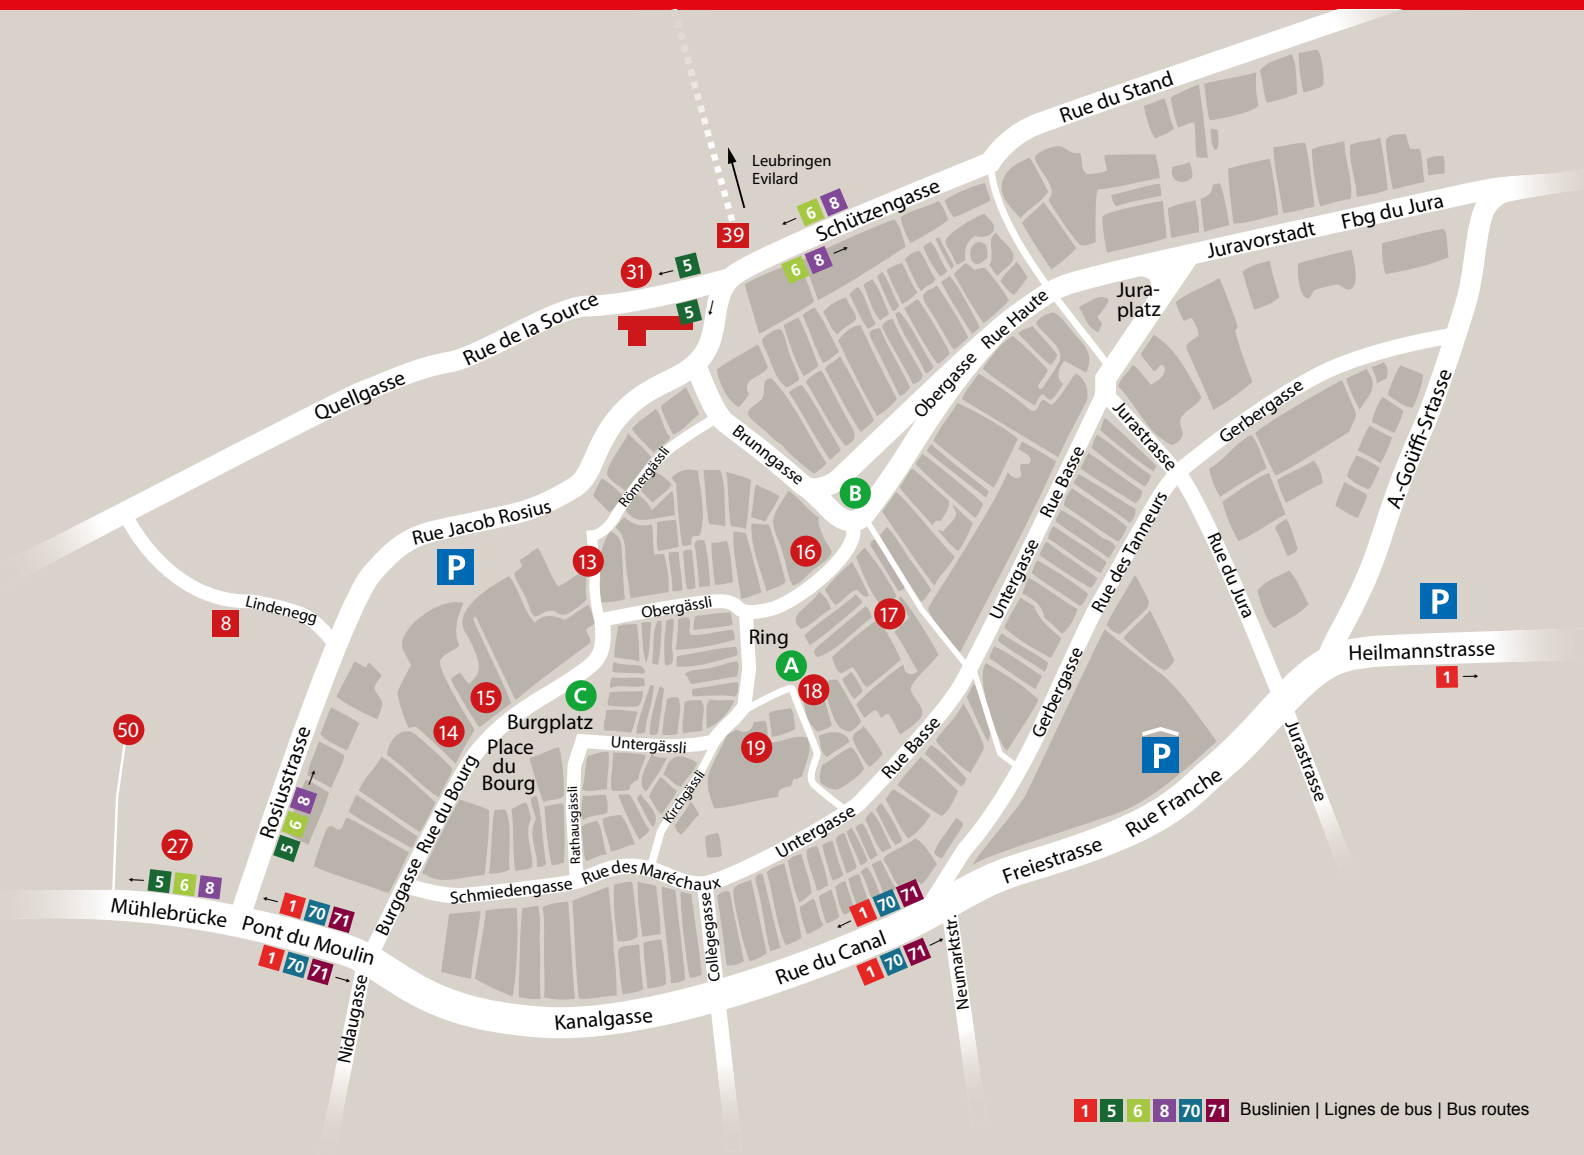 Rue du Stand
Leubringen
Evilard
6 8
Schützengasse
39
6 8
31
5
5
Juravorstadt
Fbg du Jura
Jura-
platz
Rue de la Source
Quellgasse
Obergasse
Rue Haute
Brunngasse
Römergässli
Jurastrasse
Gerbergasse
A.-Goüffi-Srtasse
B
Rue Jacob Rosius
P
13
16
Untergasse
Rue Basse
Rue des Tanneurs
Rue du Jura
P
Lindenegg
8
Obergässli
17
Ring
A
18
Heilmannstrasse
1
15
C
Burgplatz
14
Place
du
Bourg
Untergässli
19
Gerbergasse
Rue Basse
P
Jurastrasse
50
Rosiusstrasse
5 6 8
Rue du Bourg
Burggasse
Rathausgässli
Kirchgässli
Untergasse
Rue Franche
Freiestrasse
27
5 6 8
Schmiedengasse
Rue des Maréchaux
Mühlebrücke
Pont du Moulin
1 70 71
1 70 71
Collègegasse
1 70 71
Rue du Canal
1 70 71
Neumarktstr.
Nidaugasse
Kanalgasse
1 5 6 8 70 71 Buslinien | Lignes de bus | Bus routes